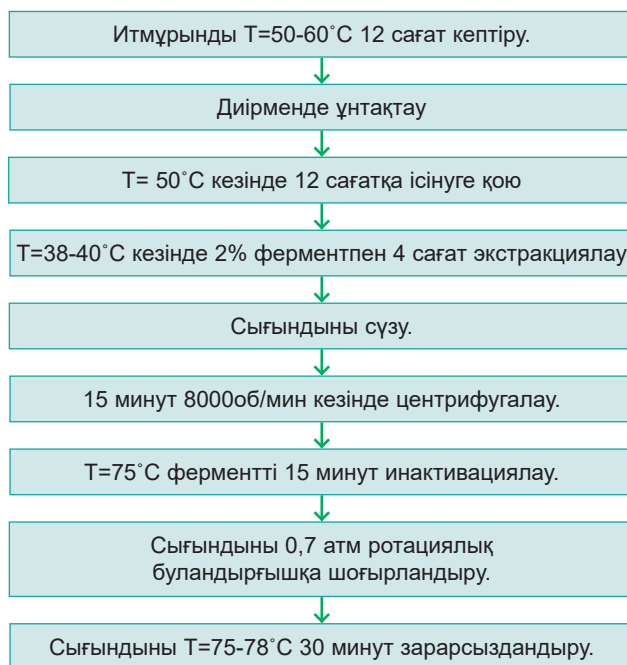 Итмұрынды T=50-60˚C 12 сағат кептіру.
Диірменде ұнтақтау
T= 50˚C кезінде 12 сағатқа ісінуге қою
T=38-40˚C кезінде 2% ферментпен 4 сағат экстракциялау
Сығындыны сүзу.
15 минут 8000об/мин кезінде центрифугалау.
T=75˚C ферментті 15 минут инактивациялау.
Сығындыны 0,7 атм ротациялық
буландырғышқа шоғырландыру.
Сығындыны T=75-78˚C 30 минут зарарсыздандыру.